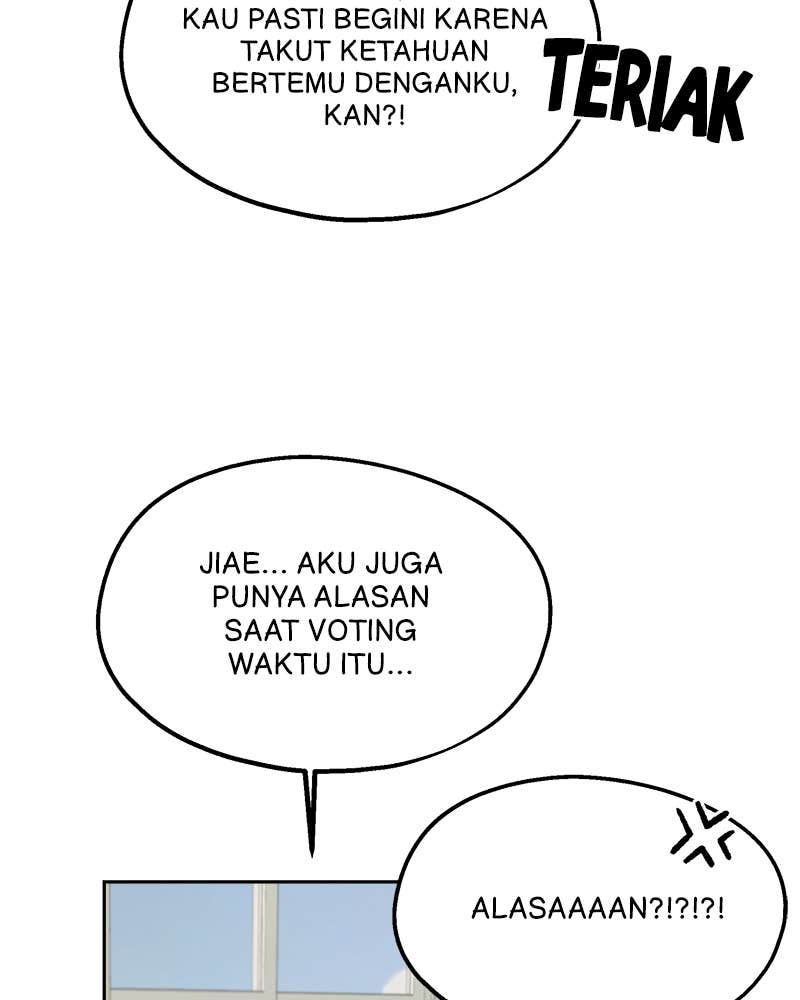 KAU PASTI BEGINI KARENA
TAKUT KETAHUAN
BERTEMU DENGANKU,
KAN?!
TERIAK
JIAE... AKU JUGA
PUNYA ALASAN
SAAT VOTING
WAKTU ITU...
ALASAAAAN?!?!?!